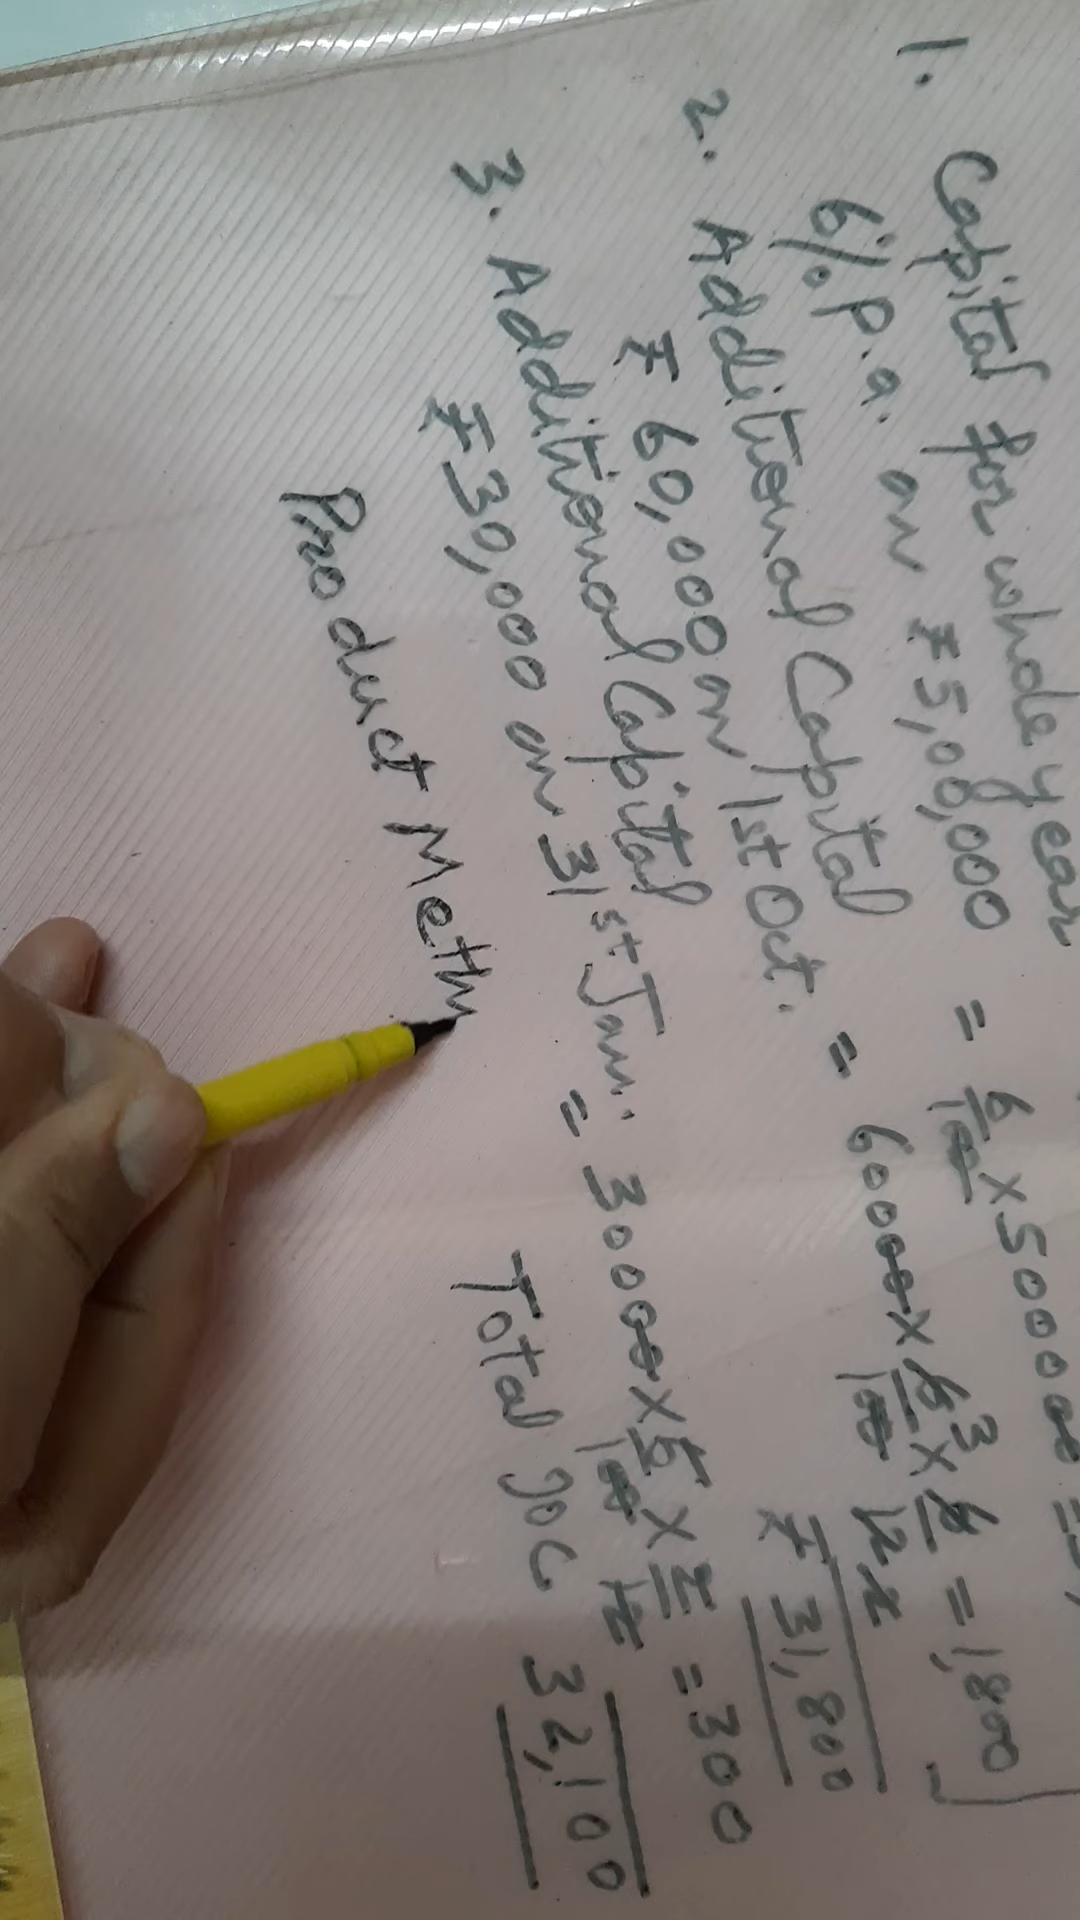 1. Capital for whole year
6% p.a. on ₹5,00,000 = 6/100 × 500000 =
2. Additional Capital
₹ 60,000 on 1st Oct. = 60000 × 6/100 × 6/12 = 1,800
₹ 31,800
3. Additional Capital
₹30,000 on 31st Jan. = 30000 × 6/100 × 2/12 = 300
Total IOC 32,100
Product Meth